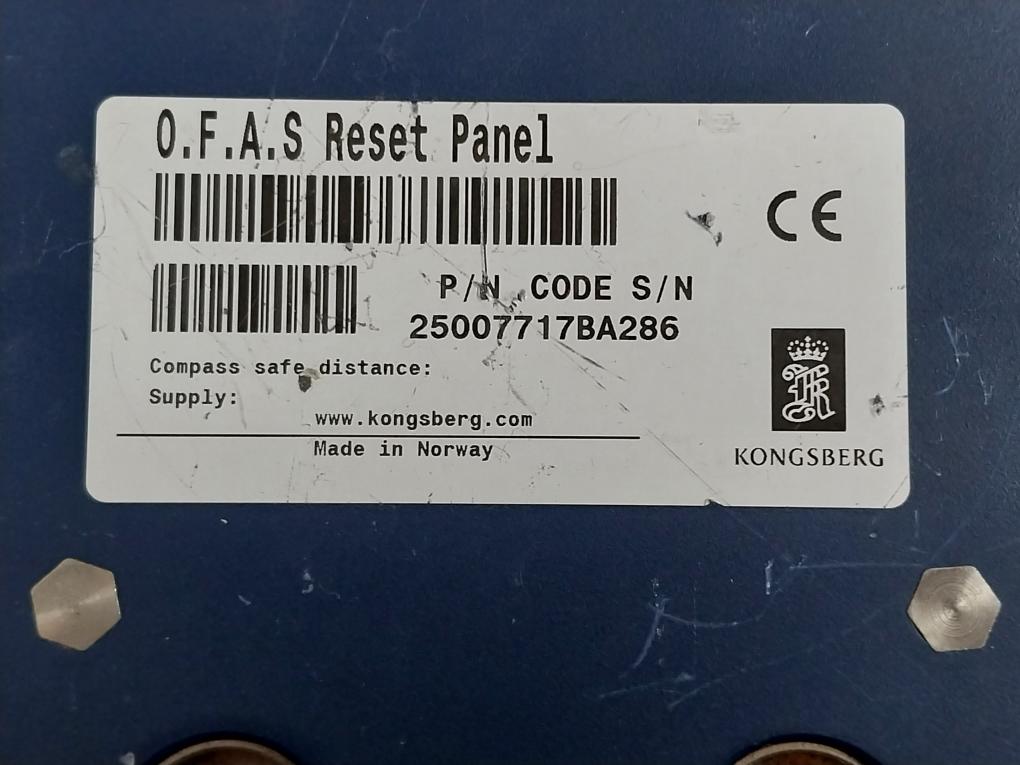 O.F.A.S Reset Panel
CE
P/N CODE S/N
25007717BA286
Compass safe distance:
Supply:
www.kongsberg.com
Made in Norway
KONGSBERG